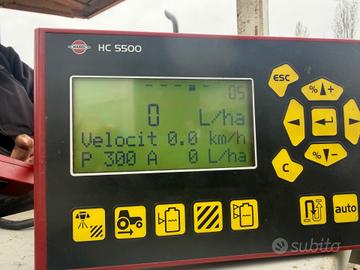 HARDI HC 5500
05
0 L/ha
Velocit 0.0 km/h
P 300 A 0 L/ha
ESC
%▲+
C
%▼-
auto
subito